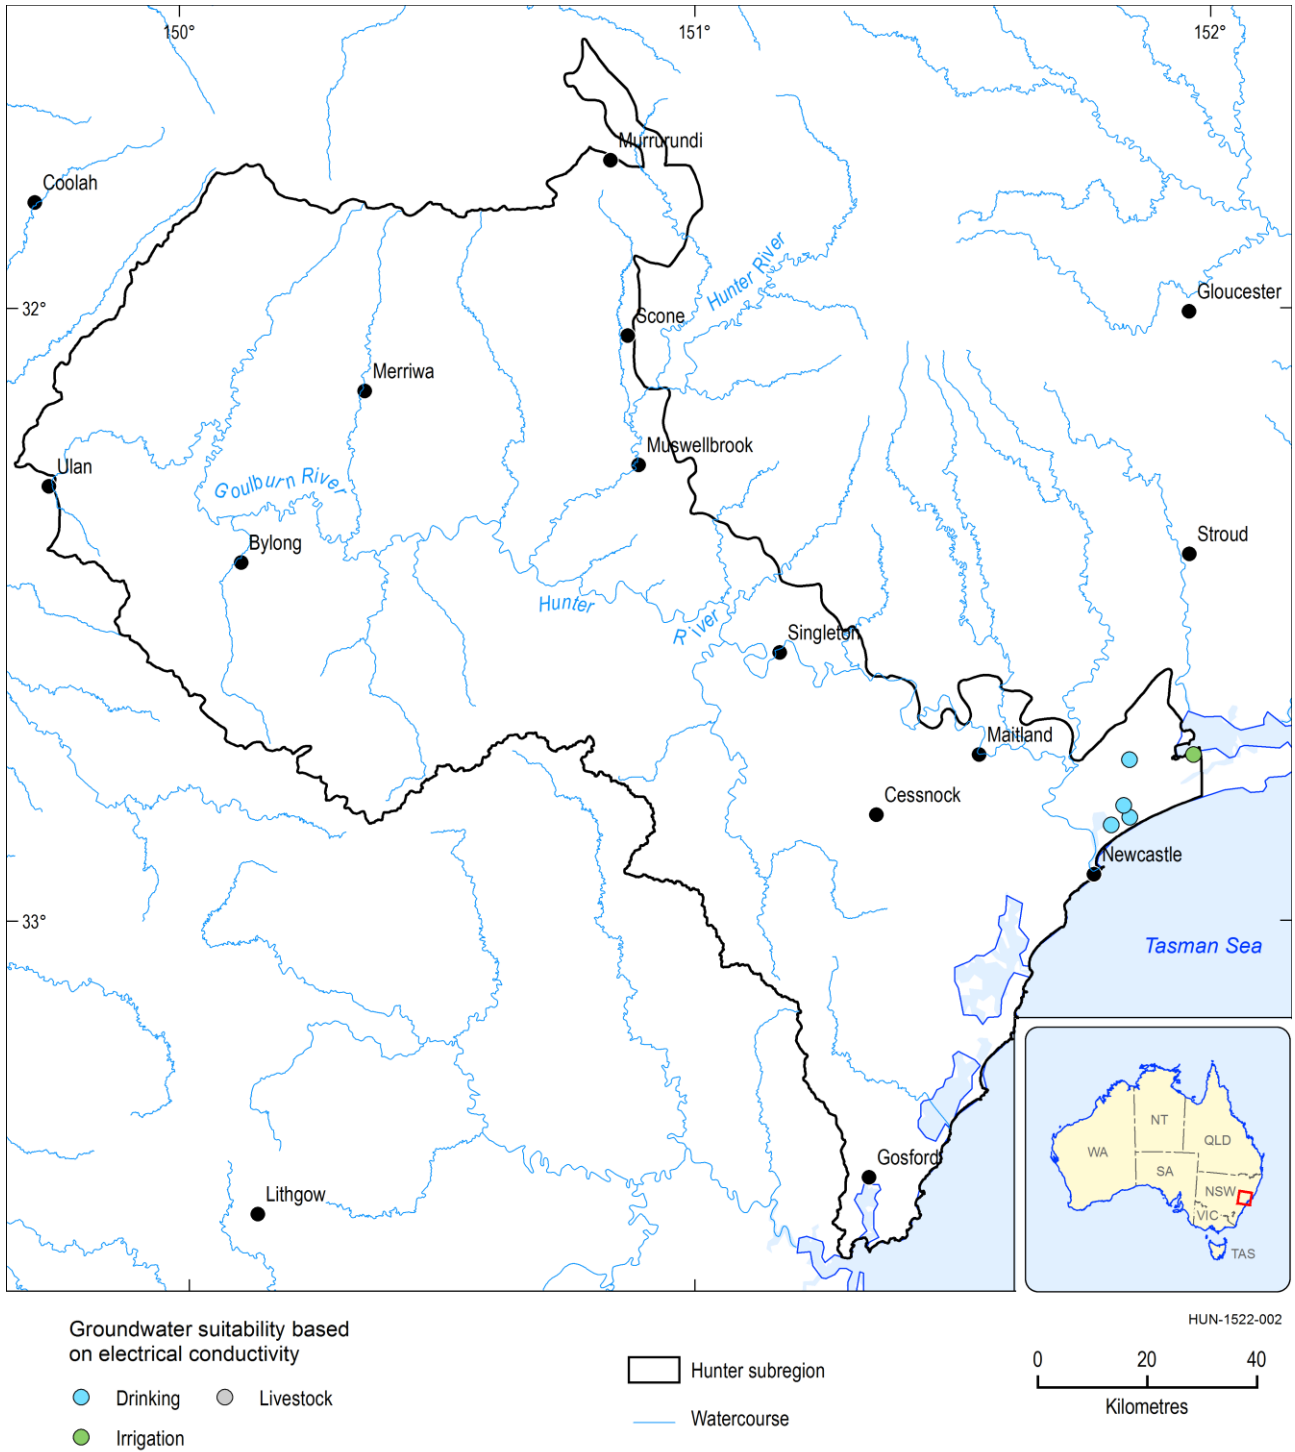 150°
151°
152°
Murrurundi
Coolah
Hunter River
Gloucester
32°
Scone
Merriwa
Muswellbrook
Ulan
Goulburn River
Stroud
Bylong
Hunter
River
Singleton
Maitland
Cessnock
Newcastle
33°
Tasman Sea
Gosford
Lithgow
NT
WA
QLD
SA
NSW
VIC
TAS
HUN-1522-002
Groundwater suitability based
on electrical conductivity
Drinking
Livestock
Irrigation
Hunter subregion
Watercourse
0 20 40
Kilometres